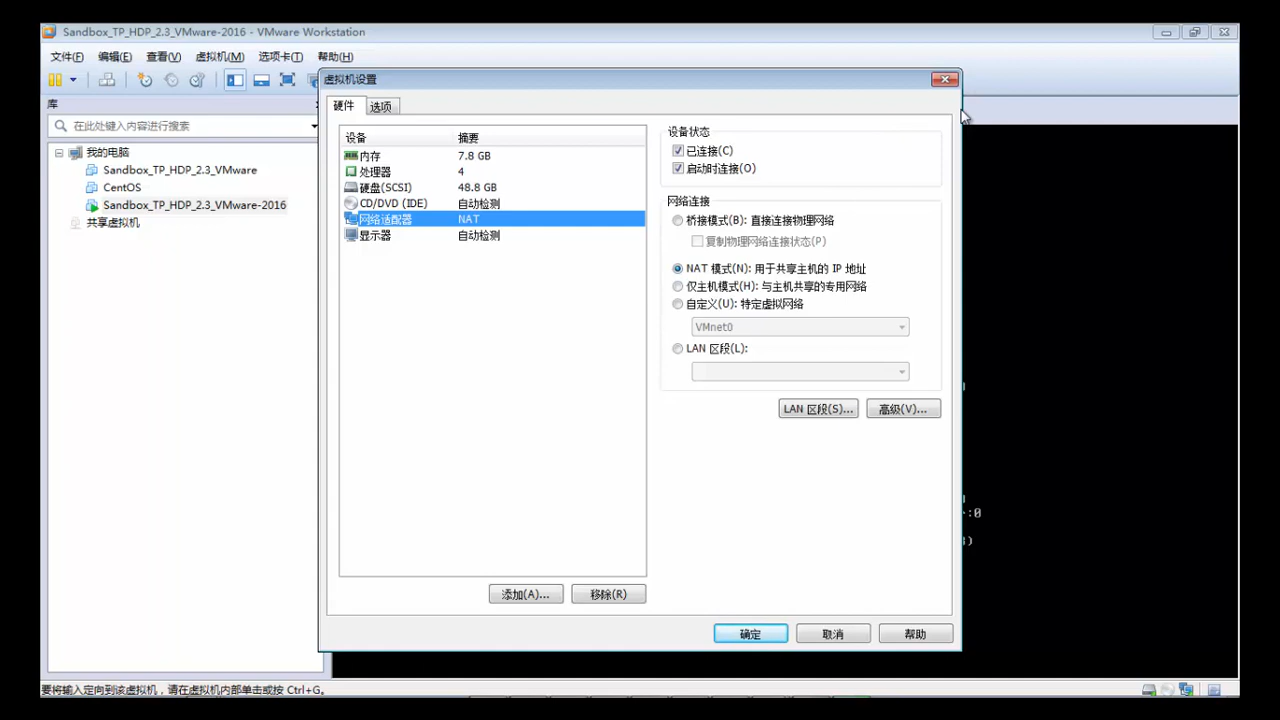 Sandbox_TP_HDP_2.3_VMware-2016 - VMware Workstation
文件(F) 编辑(E) 查看(V) 虚拟机(M) 选项卡(T) 帮助(H)
库
在此处键入内容进行搜索
我的电脑
Sandbox_TP_HDP_2.3_VMware
CentOS
Sandbox_TP_HDP_2.3_VMware-2016
共享虚拟机
虚拟机设置
硬件 选项
设备 摘要
内存 7.8 GB
处理器 4
硬盘(SCSI) 48.8 GB
CD/DVD (IDE) 自动检测
网络适配器 NAT
显示器 自动检测
添加(A)... 移除(R)
设备状态
已连接(C)
启动时连接(O)
网络连接
桥接模式(B): 直接连接物理网络
复制物理网络连接状态(P)
NAT 模式(N): 用于共享主机的 IP 地址
仅主机模式(H): 与主机共享的专用网络
自定义(U): 特定虚拟网络
VMnet0
LAN 区段(L):
LAN 区段(S)... 高级(V)...
确定 取消 帮助
:0
)
要将输入定向到该虚拟机，请在虚拟机内部单击或按 Ctrl+G。